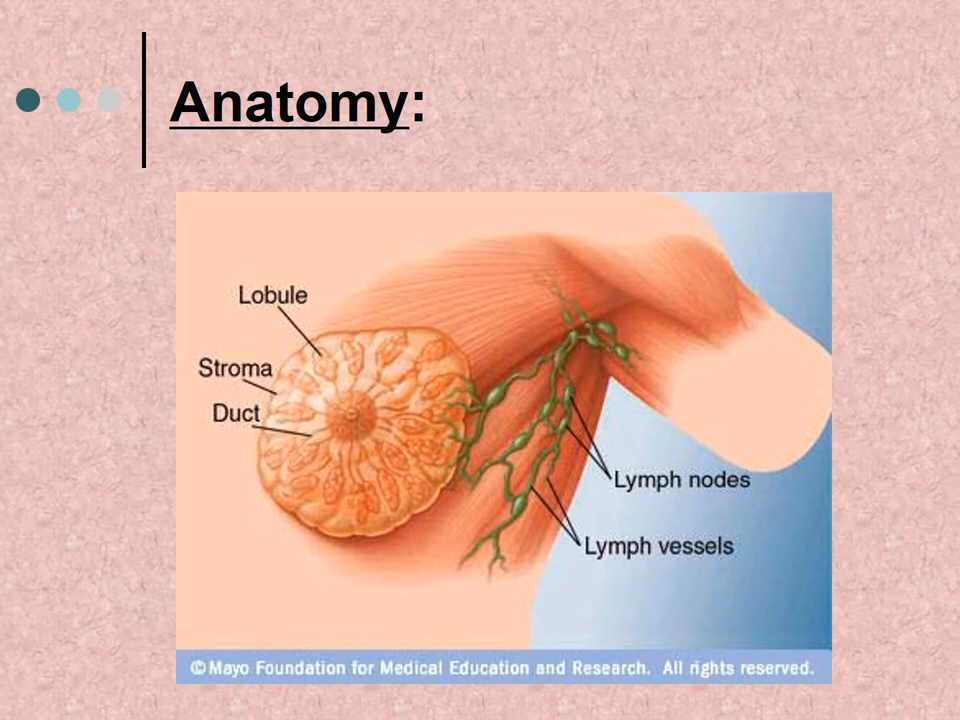 Anatomy:
Lobule
Stroma
Duct
Lymph nodes
Lymph vessels
© Mayo Foundation for Medical Education and Research. All rights reserved.